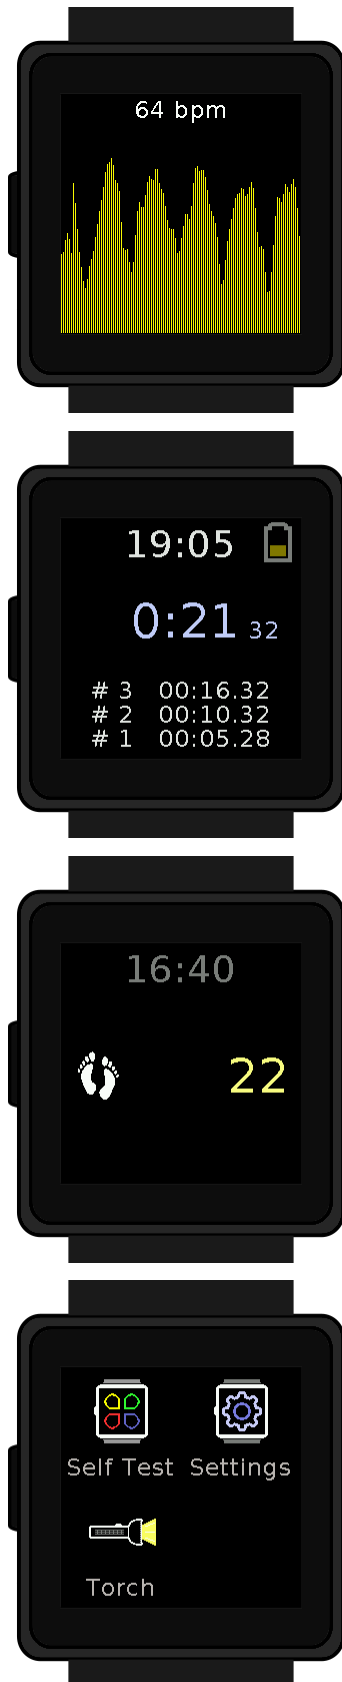 64 bpm
19:05
0:21 32
# 3 00:16.32
# 2 00:10.32
# 1 00:05.28
16:40
22
Self Test Settings
Torch